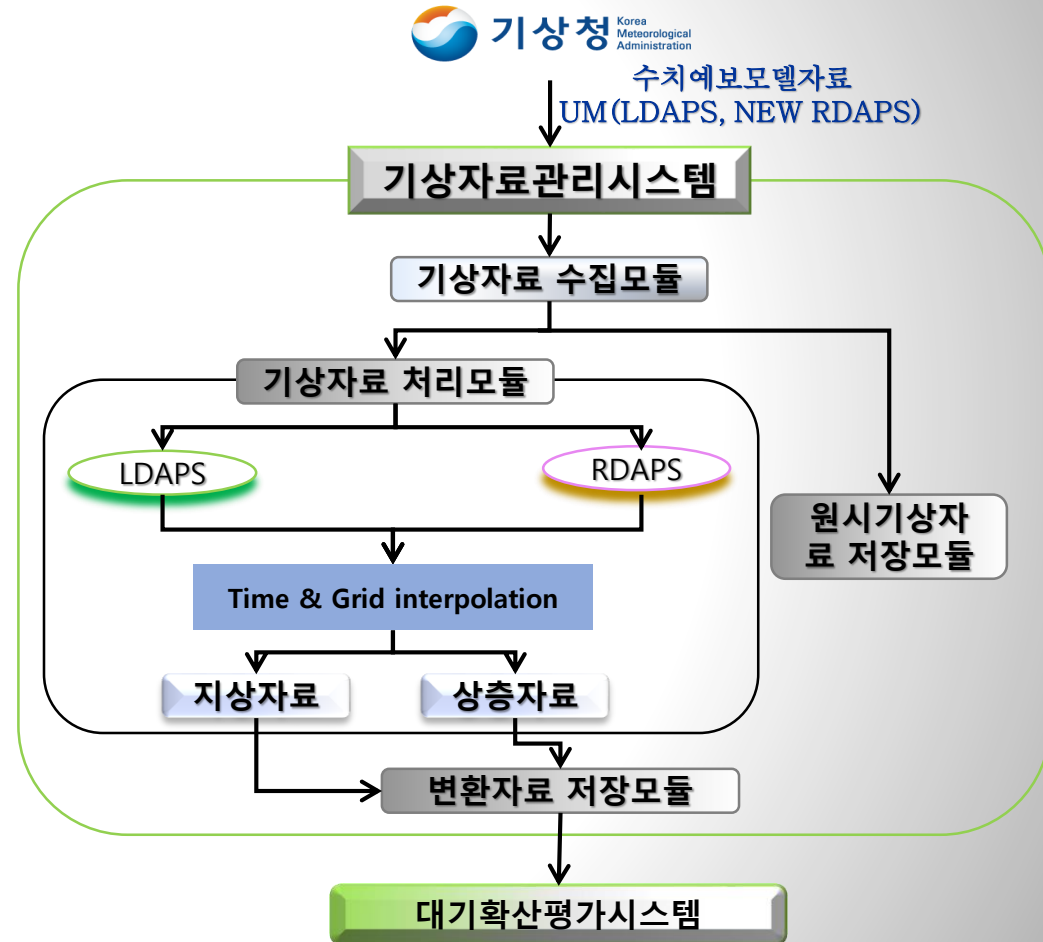 기상청
Korea
Meteorological
Administration
수치예보모델자료
UM(LDAPS, NEW RDAPS)
기상자료관리시스템
기상자료 수집모듈
기상자료 처리모듈
LDAPS
RDAPS
원시기상자
료 저장모듈
Time & Grid interpolation
지상자료
상층자료
변환자료 저장모듈
대기확산평가시스템